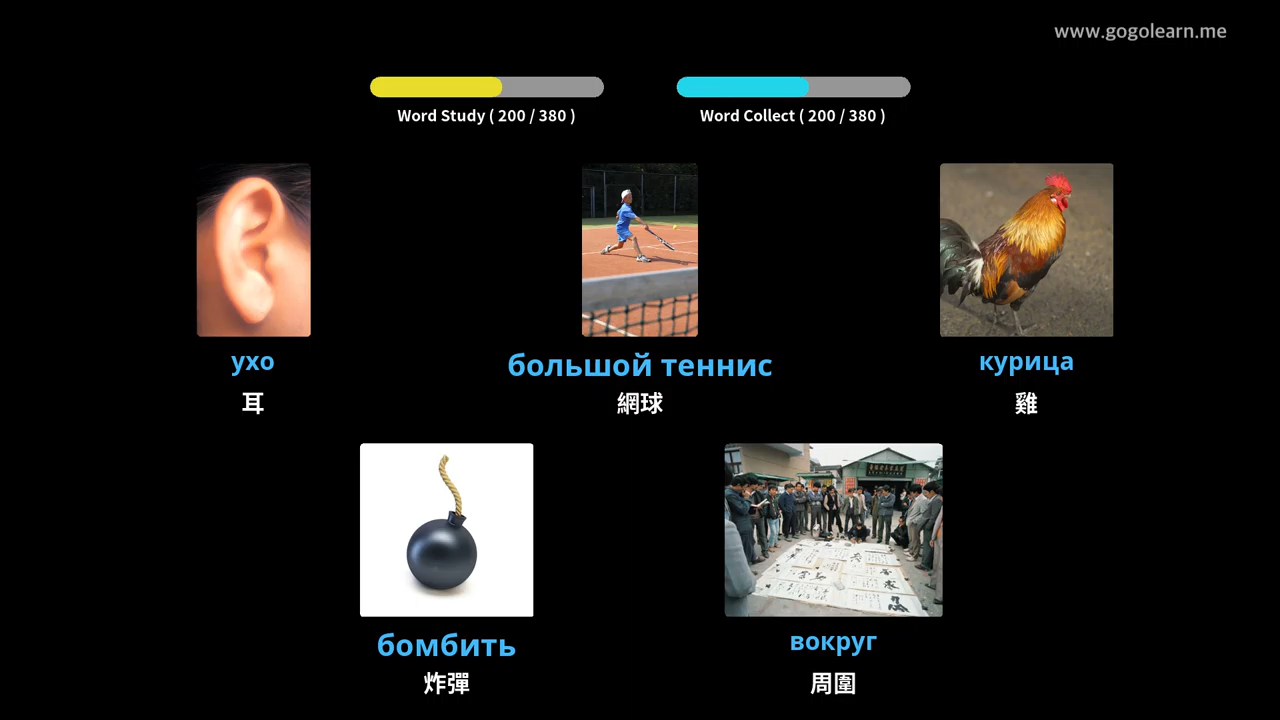 www.gogolearn.me
Word Study ( 200 / 380 )
Word Collect ( 200 / 380 )
ухо
耳
большой теннис
網球
курица
雞
бомбить
炸彈
вокруг
周圍